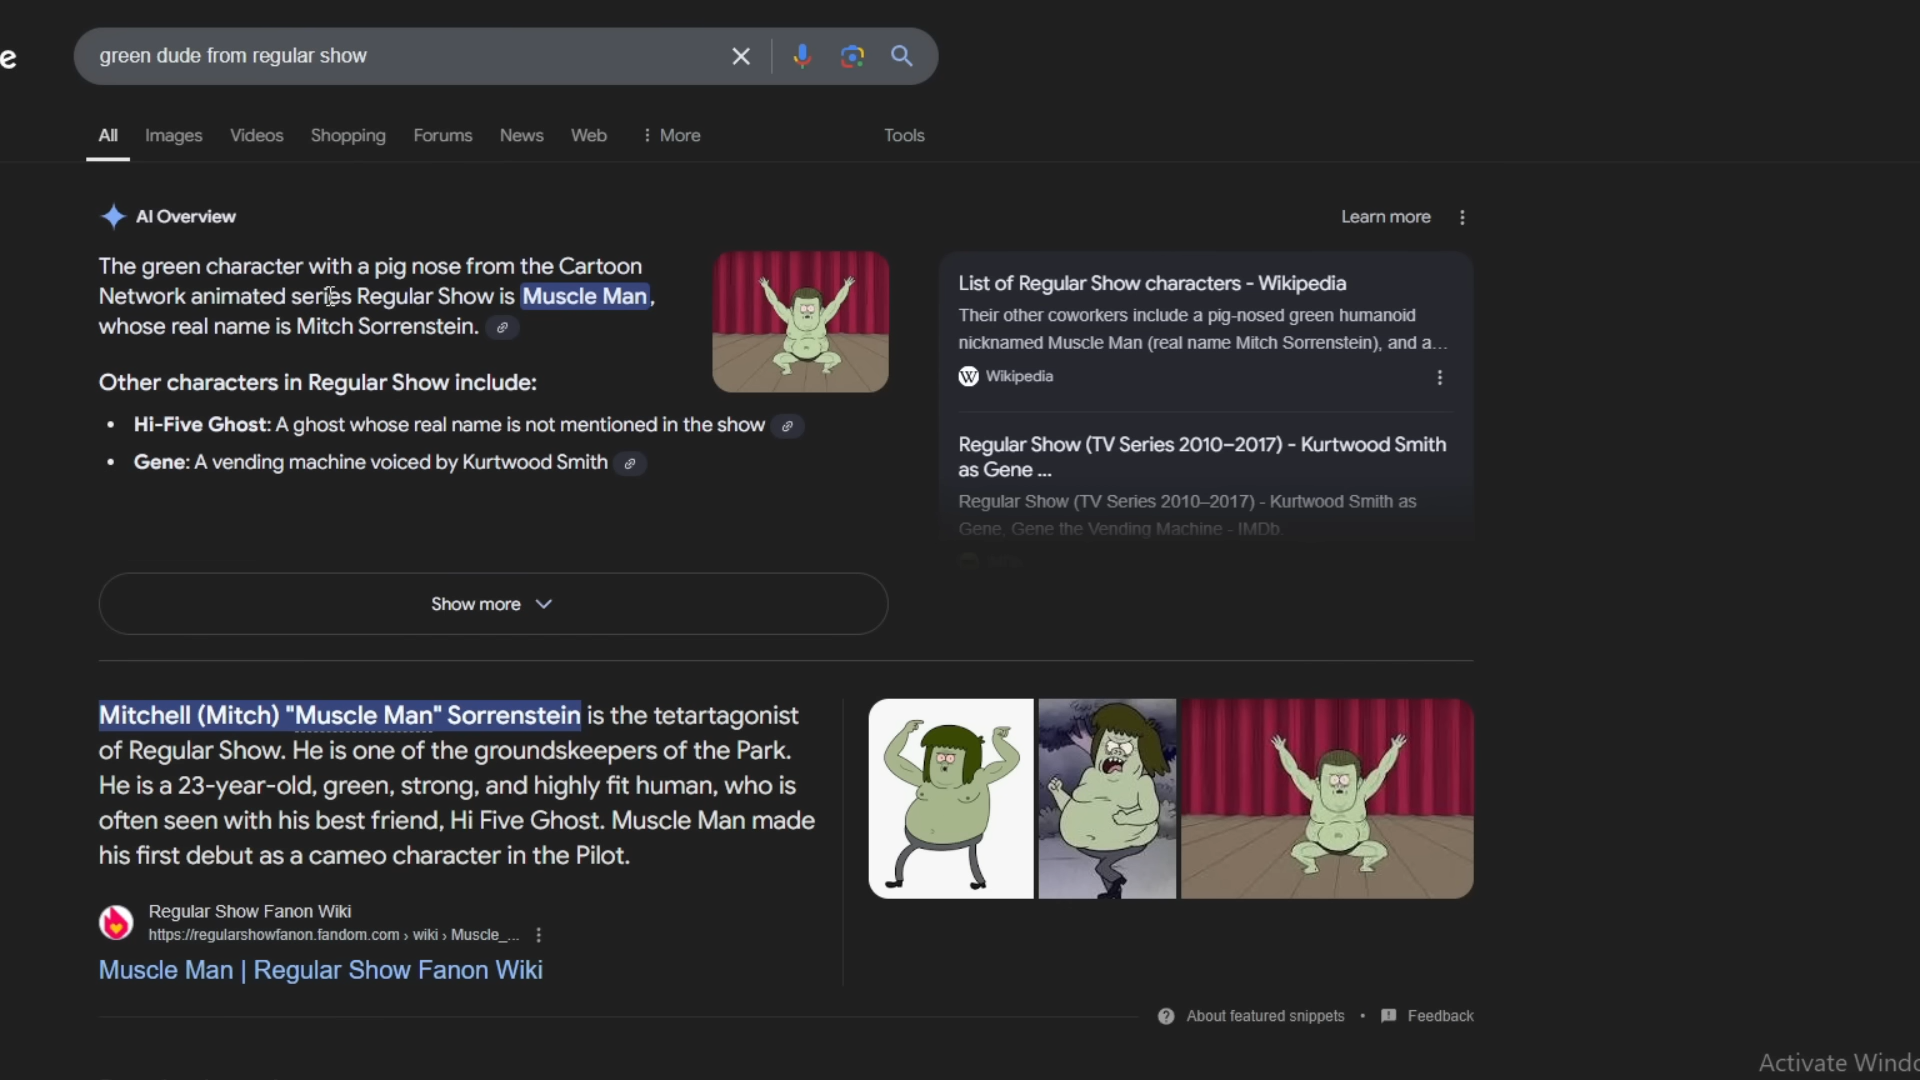 e
green dude from regular show
All Images Videos Shopping Forums News Web More Tools
AI Overview
Learn more
The green character with a pig nose from the Cartoon
Network animated series Regular Show is Muscle Man,
whose real name is Mitch Sorrenstein.
Other characters in Regular Show include:
• Hi-Five Ghost: A ghost whose real name is not mentioned in the show
• Gene: A vending machine voiced by Kurtwood Smith
List of Regular Show characters - Wikipedia
Their other coworkers include a pig-nosed green humanoid
nicknamed Muscle Man (real name Mitch Sorrenstein), and a...
W Wikipedia
Regular Show (TV Series 2010–2017) - Kurtwood Smith
as Gene ...
Regular Show (TV Series 2010–2017) - Kurtwood Smith as
Gene, Gene the Vending Machine - IMDb.
Show more
Mitchell (Mitch) "Muscle Man" Sorrenstein is the tetartagonist
of Regular Show. He is one of the groundskeepers of the Park.
He is a 23-year-old, green, strong, and highly fit human, who is
often seen with his best friend, Hi Five Ghost. Muscle Man made
his first debut as a cameo character in the Pilot.
Regular Show Fanon Wiki
https://regularshowfanon.fandom.com › wiki › Muscle_...
Muscle Man | Regular Show Fanon Wiki
About featured snippets • Feedback
Activate Windo